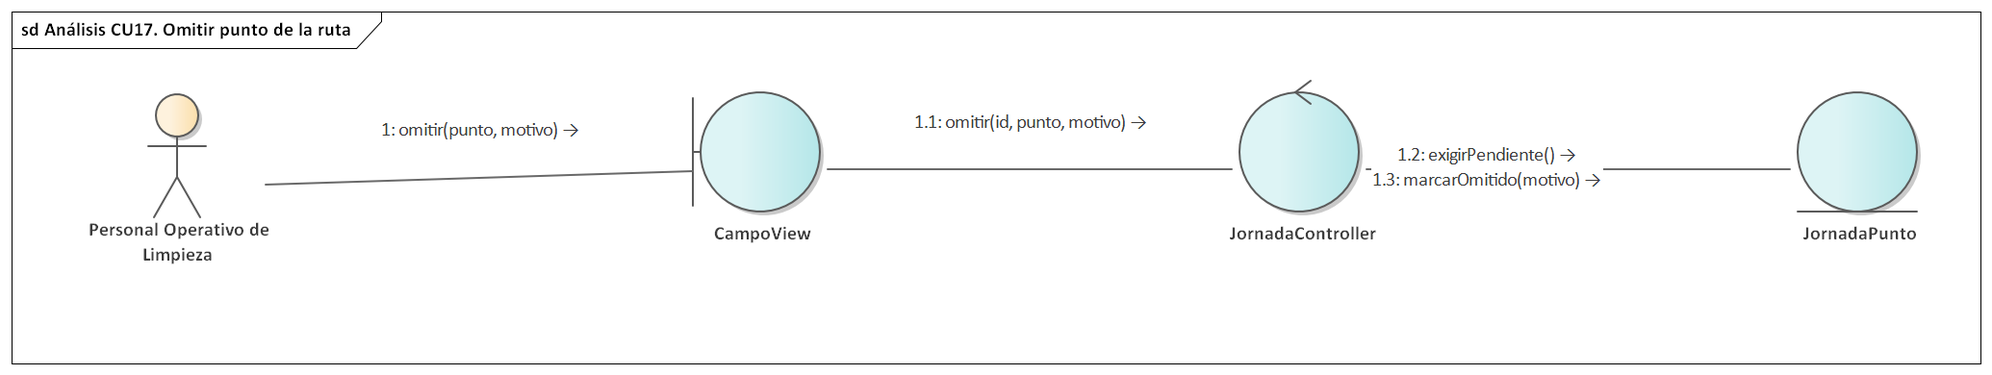 sd Análisis CU17. Omitir punto de la ruta
1: omitir(punto, motivo) →
1.1: omitir(id, punto, motivo) →
1.2: exigirPendiente() →
1.3: marcarOmitido(motivo) →
Personal Operativo de
Limpieza
CampoView
JornadaController
JornadaPunto